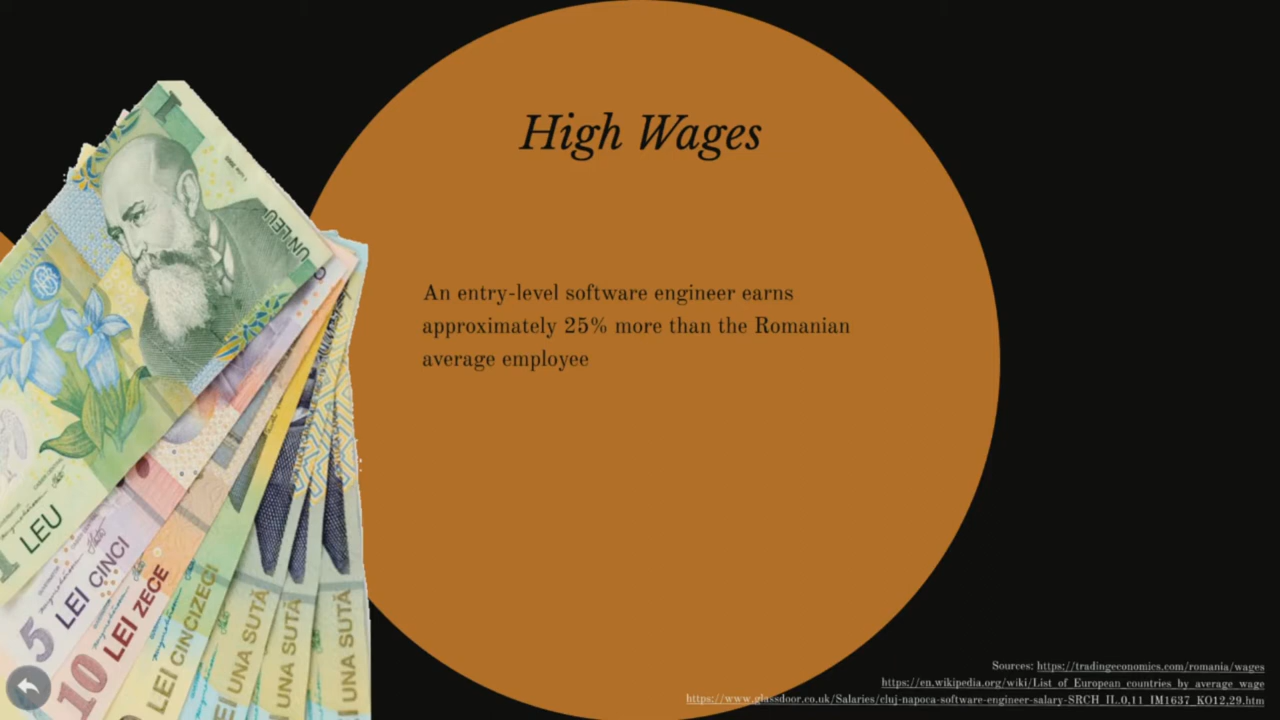 High Wages
An entry-level software engineer earns
approximately 25% more than the Romanian
average employee
UN LEU
1 LEU
5 LEI CINCI
10 LEI ZECE
LEI CINCIZECI
UNA SUTĂ
I UNA SUTĂ
I UNA SUTĂ
Sources: https://tradingeconomics.com/romania/wages
https://en.wikipedia.org/wiki/List_of_European_countries_by_average_wage
https://www.glassdoor.co.uk/Salaries/cluj-napoca-software-engineer-salary-SRCH_IL.0,11_IM1637_KO12,29.htm